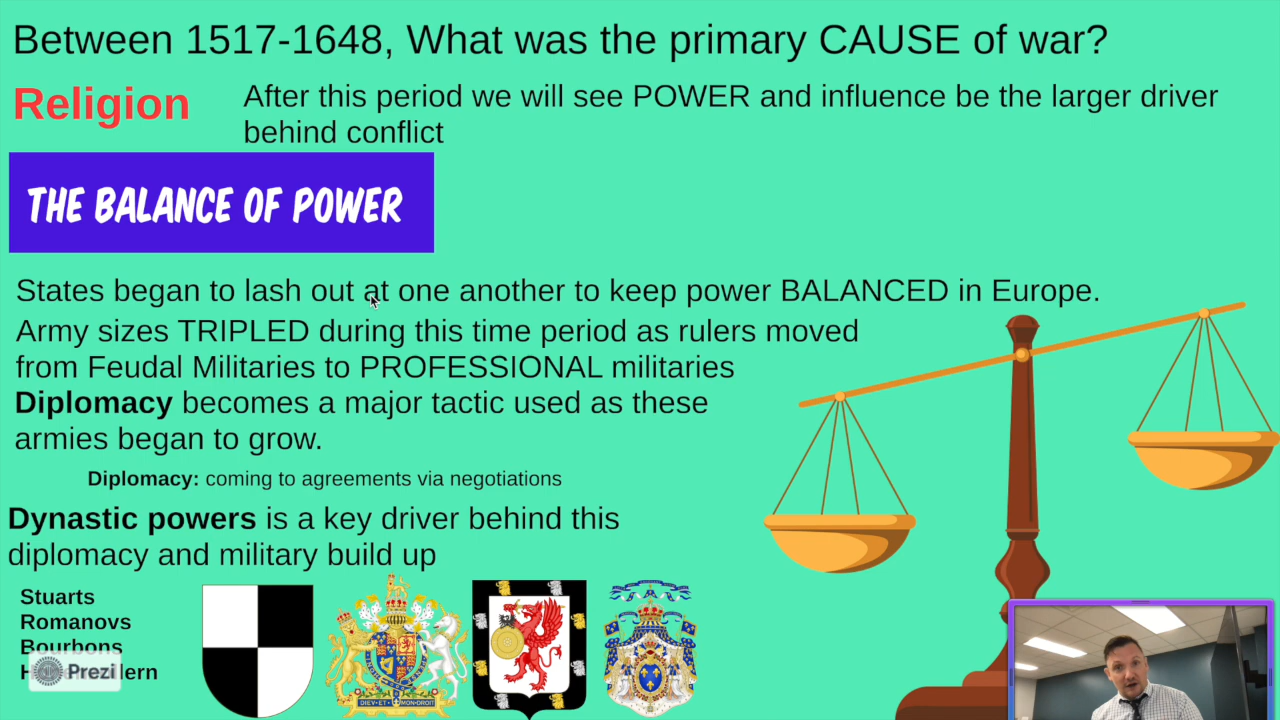 Between 1517-1648, What was the primary CAUSE of war?
Religion
After this period we will see POWER and influence be the larger driver
behind conflict
THE BALANCE OF POWER
States began to lash out at one another to keep power BALANCED in Europe.
Army sizes TRIPLED during this time period as rulers moved
from Feudal Militaries to PROFESSIONAL militaries
Diplomacy becomes a major tactic used as these
armies began to grow.
Diplomacy: coming to agreements via negotiations
Dynastic powers is a key driver behind this
diplomacy and military build up
Stuarts
Romanovs
Bourbons
Prezi
DIEV·ET·MON·DROIT